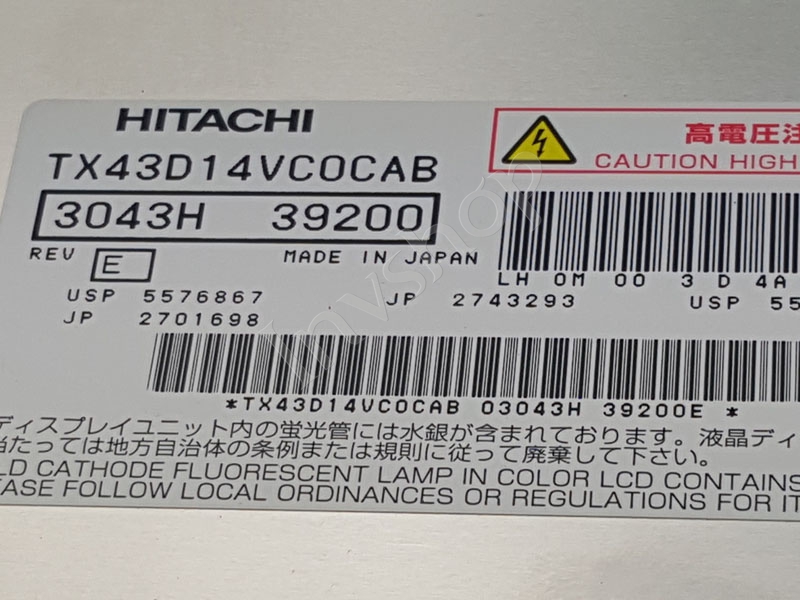 HITACHI
TX43D14VC0CAB
3043H 39200
REV E MADE IN JAPAN
高電圧注
CAUTION HIGH
LH 0M 00 3 D 4A
USP 5576867 JP 2743293 USP 55
JP 2701698
*TX43D14VC0CAB 03043H 39200E *
ディスプレイユニット内の蛍光管には水銀が含まれております。液晶ディ
当たっては地方自治体の条例または規則に従って廃棄して下さい。
LD CATHODE FLUORESCENT LAMP IN COLOR LCD CONTAINS
EASE FOLLOW LOCAL ORDINANCES OR REGULATIONS FOR IT
Invshop